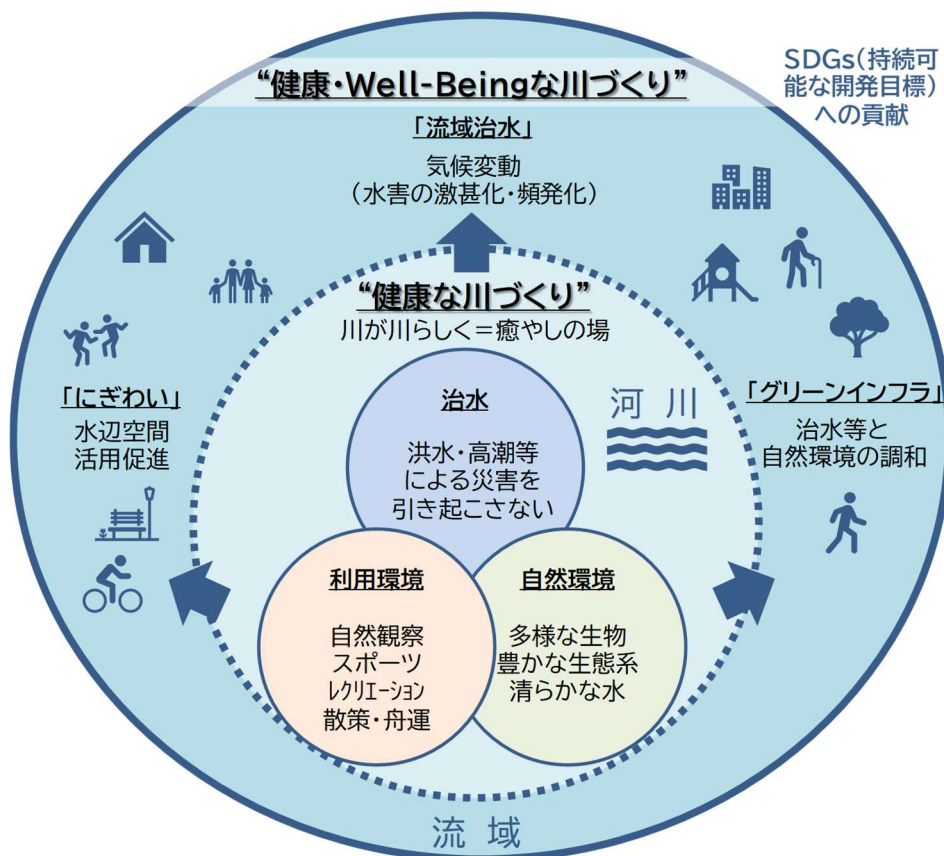 SDGs(持続可
能な開発目標)
への貢献
“健康・Well-Beingな川づくり”
「流域治水」
気候変動
(水害の激甚化・頻発化)
“健康な川づくり”
川が川らしく＝癒やしの場
「にぎわい」
水辺空間
活用促進
治水
洪水・高潮等
による災害を
引き起こさない
河 川
「グリーンインフラ」
治水等と
自然環境の調和
利用環境
自然観察
スポーツ
ﾚｸﾘｴｰｼｮﾝ
散策・舟運
自然環境
多様な生物
豊かな生態系
清らかな水
流 域